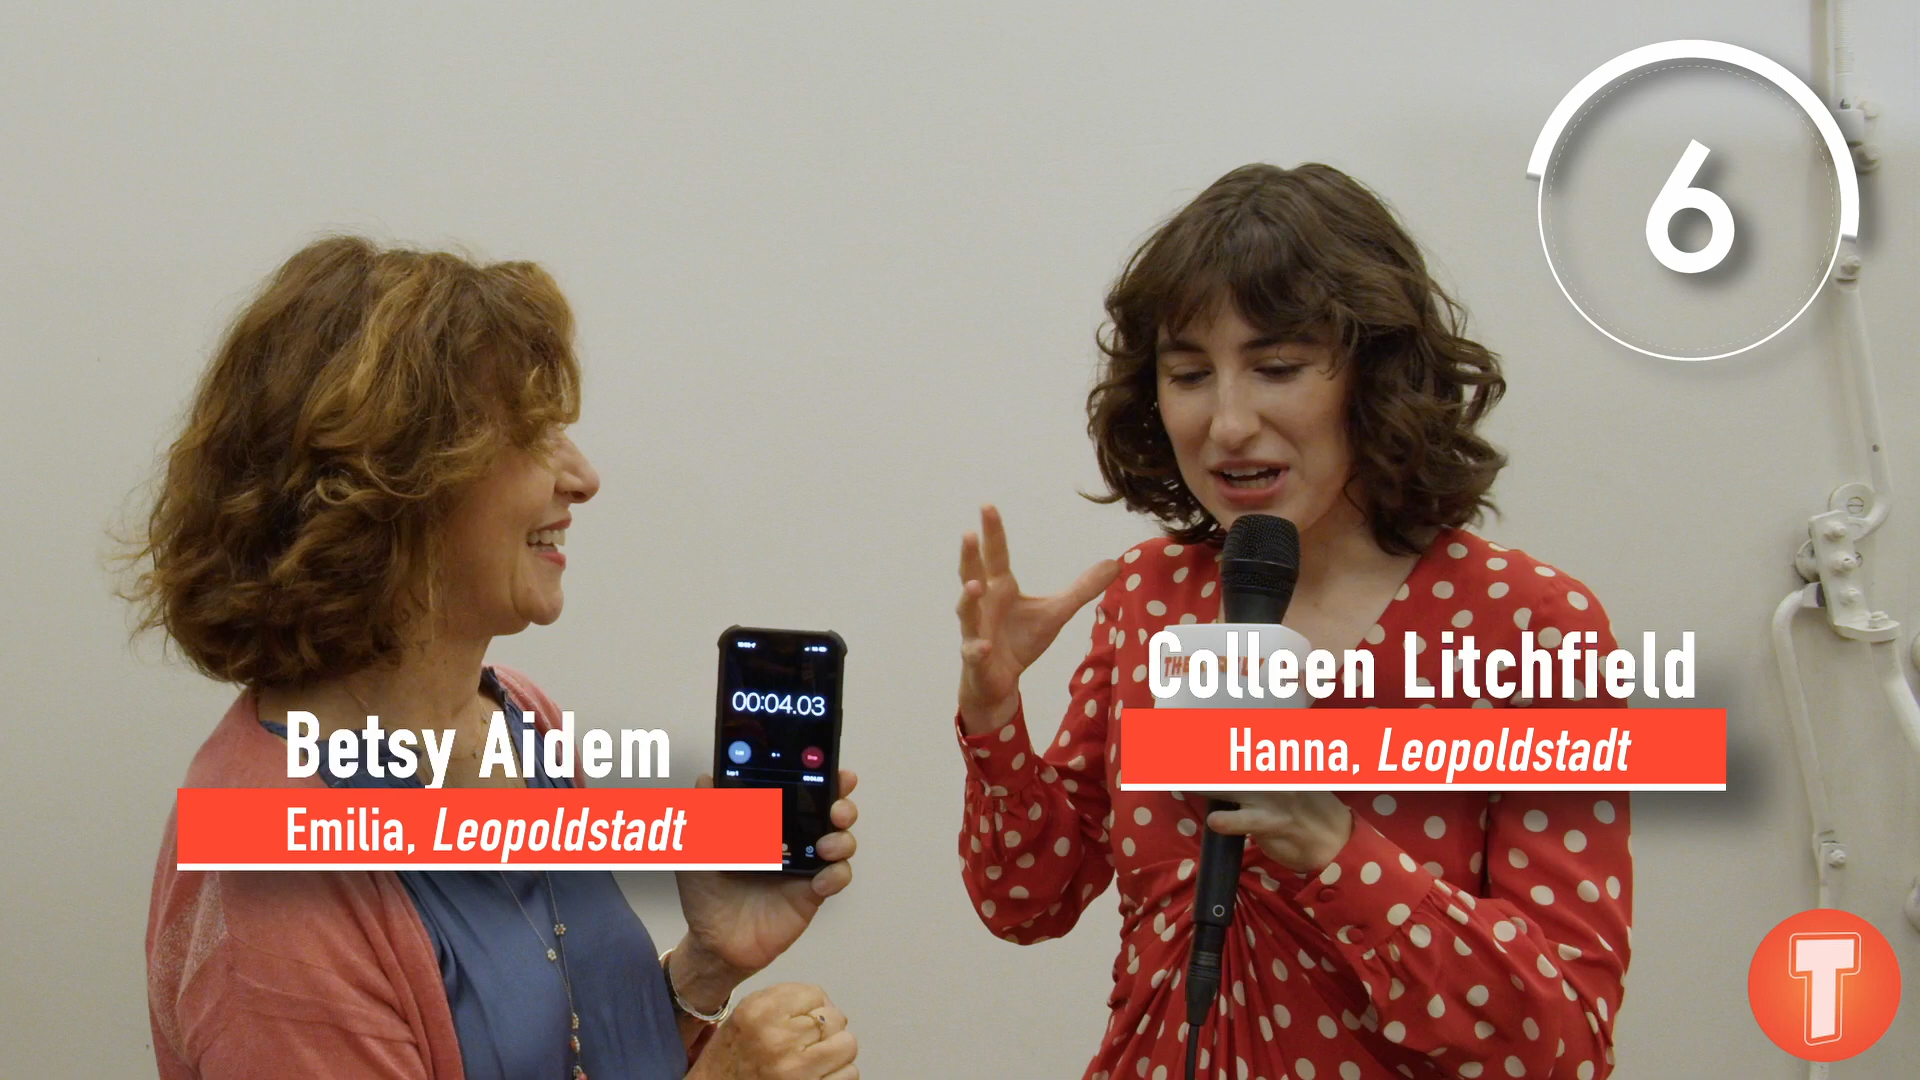 6
Colleen Litchfield
Hanna, Leopoldstadt
00:04.03
Betsy Aidem
Emilia, Leopoldstadt
T